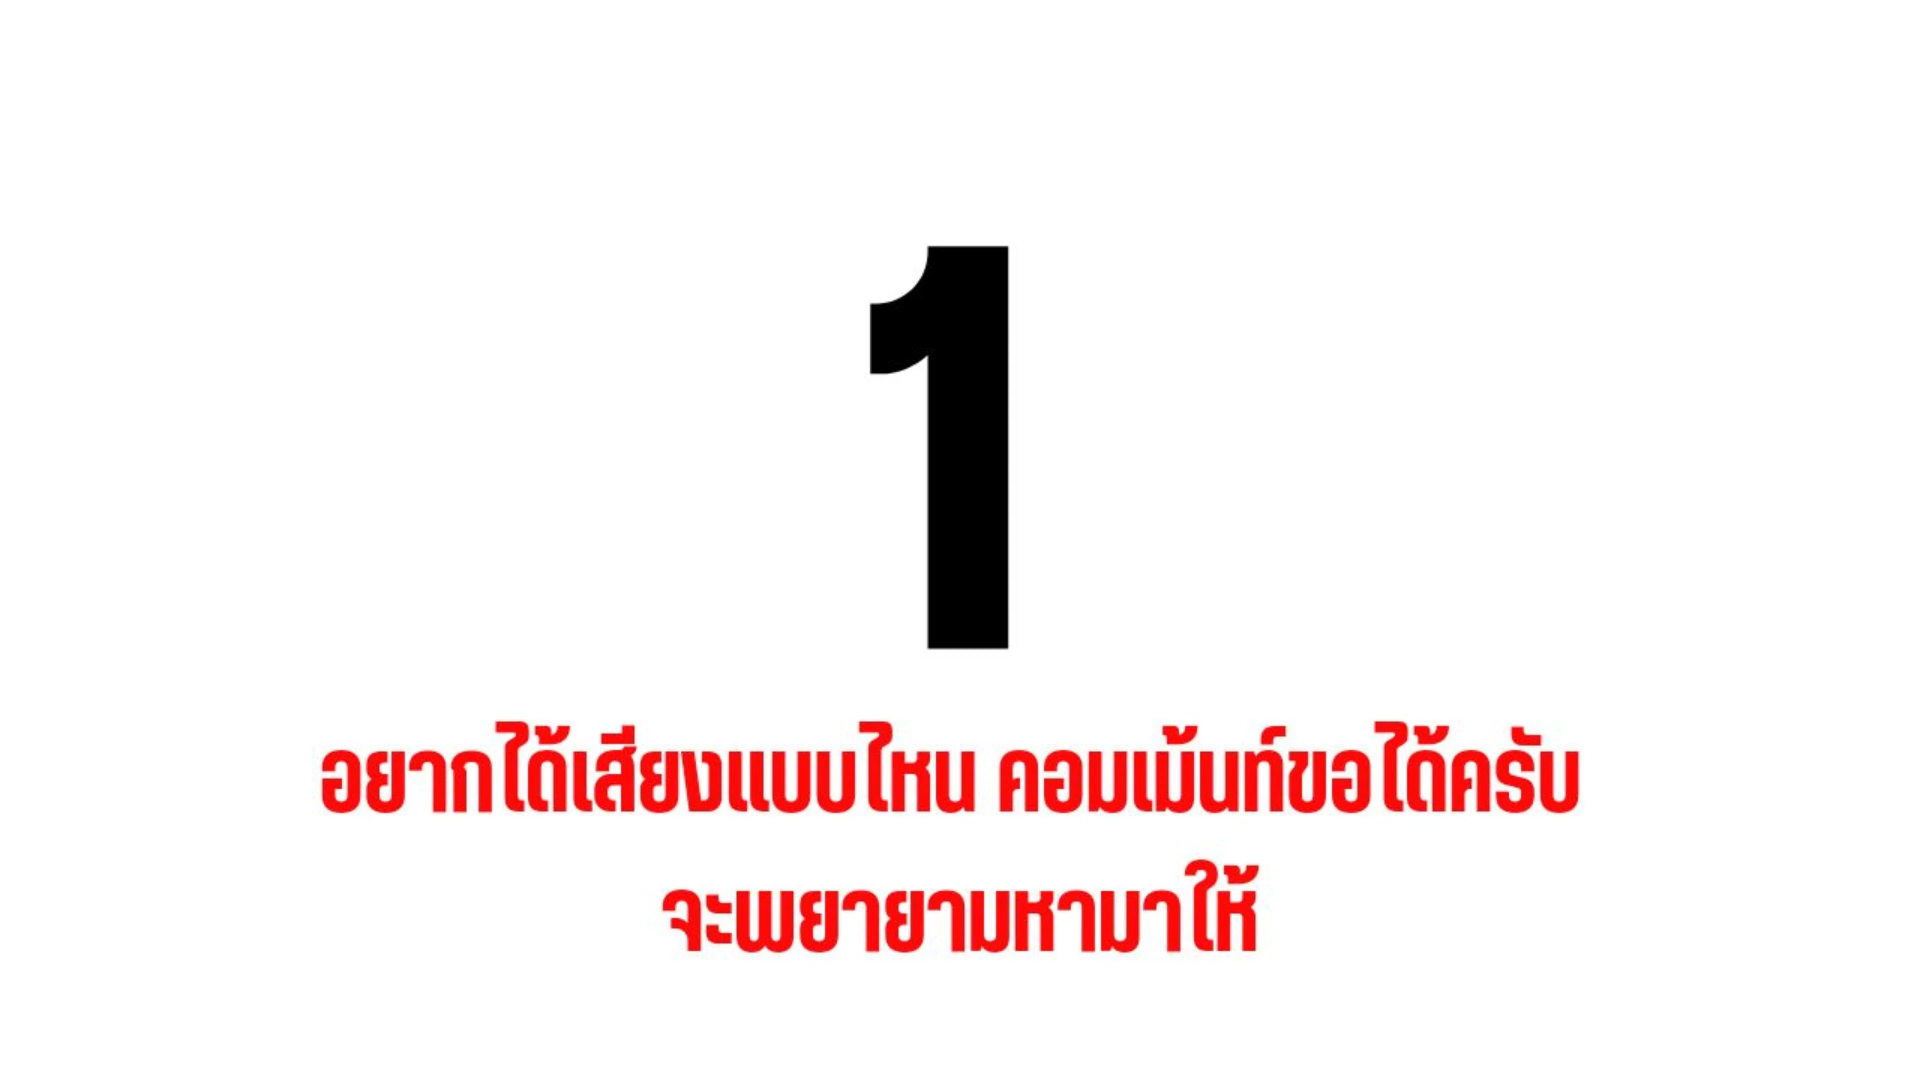 1
อยากได้เสียงแบบไหน คอมเม้นท์ขอได้ครับ
จะพยายามหามาให้